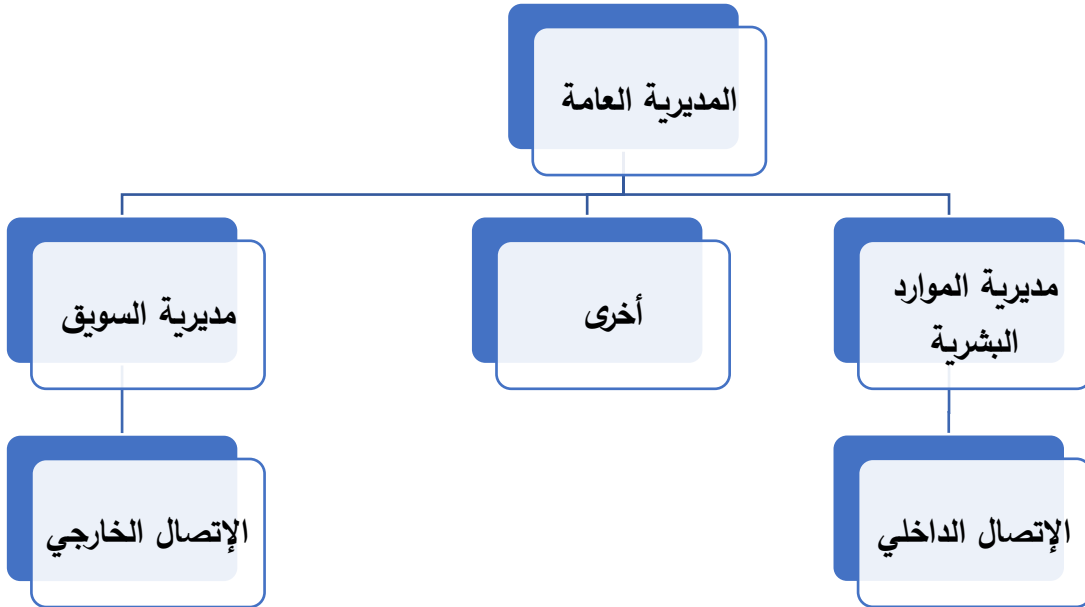 المديرية العامة
مديرية الموارد
البشرية
أخرى
مديرية السويق
الإتصال الداخلي
الإتصال الخارجي